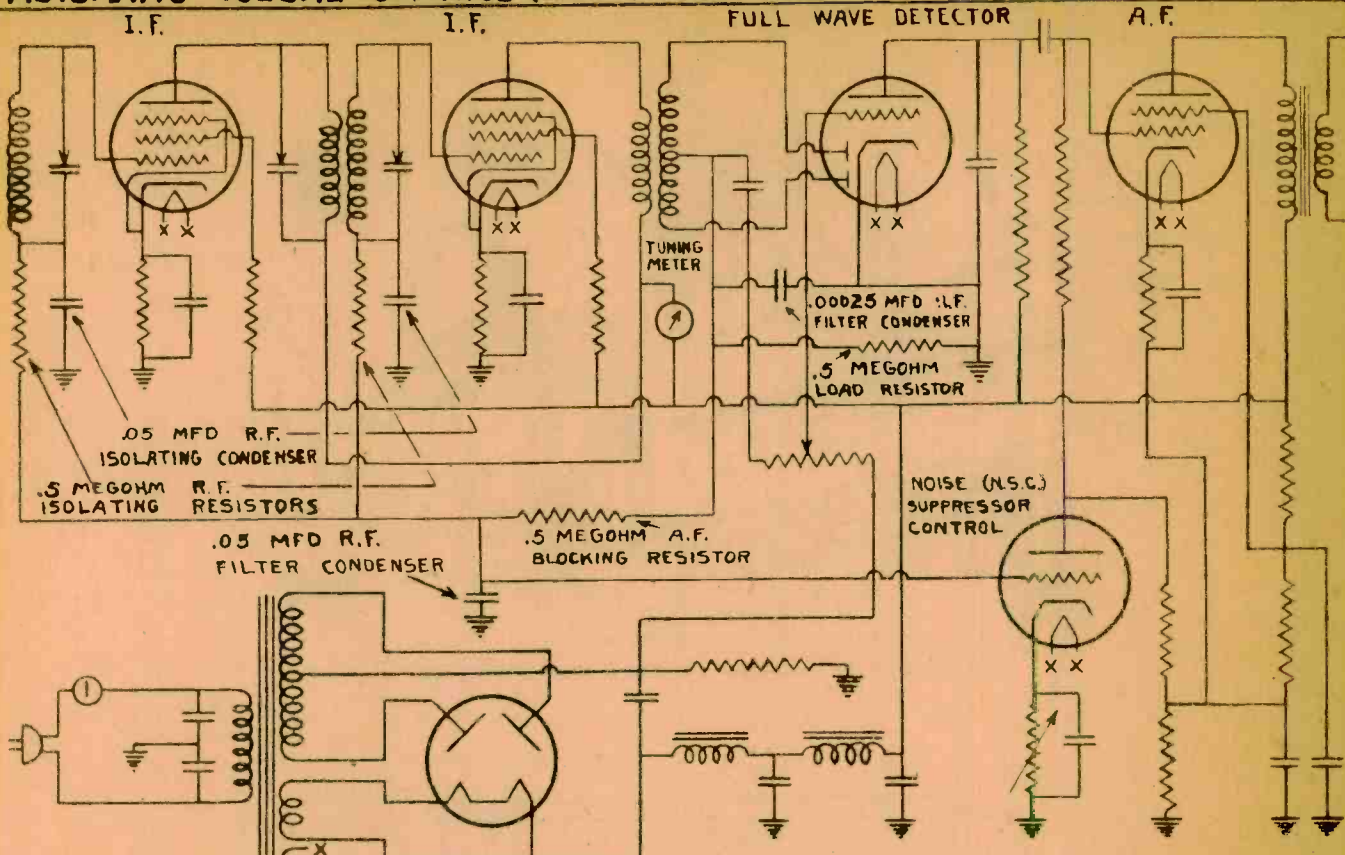 I.F.
I.F.
FULL WAVE DETECTOR
A.F.
X X
X X
X X
X X
TUNING
METER
.00025 MFD I.F.
FILTER CONDENSER
.5 MEGOHM
LOAD RESISTOR
.05 MFD R.F.
ISOLATING CONDENSER
.5 MEGOHM R.F.
ISOLATING RESISTORS
.05 MFD R.F.
FILTER CONDENSER
.5 MEGOHM A.F.
BLOCKING RESISTOR
NOISE (N.S.C.)
SUPPRESSOR
CONTROL
X X
X